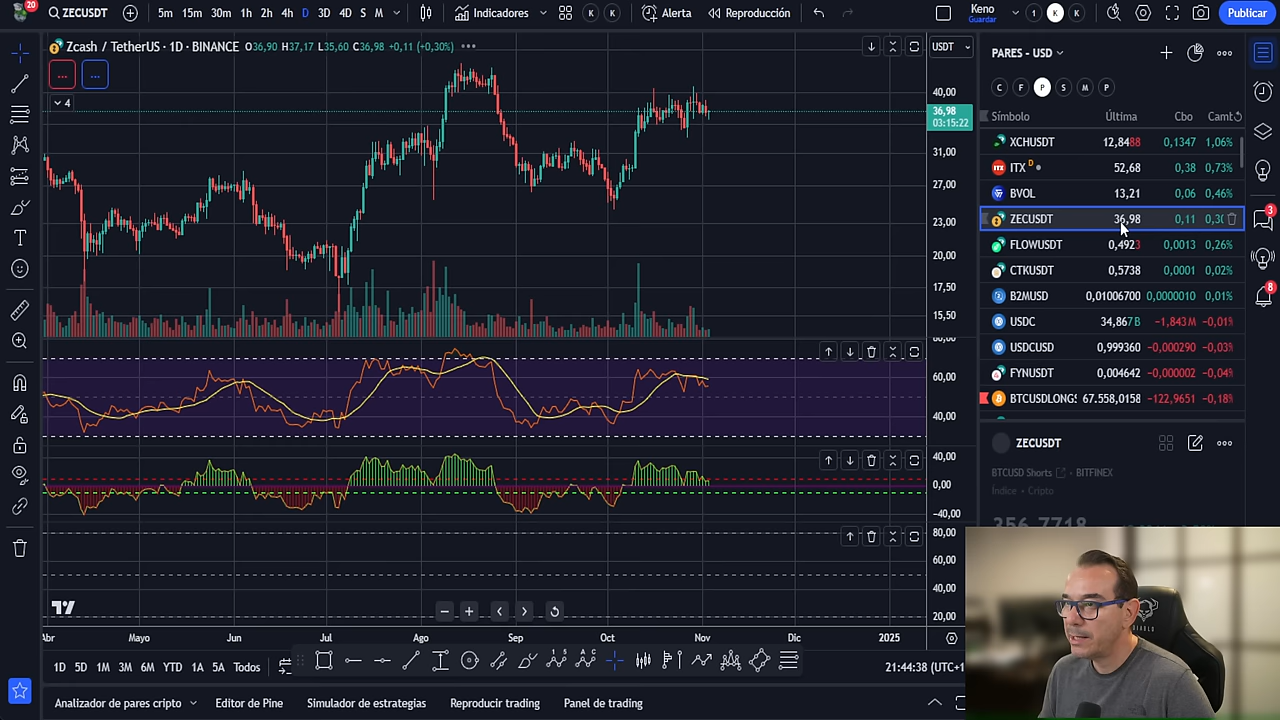 20
ZECUSDT
5m 15m 30m 1h 2h 4h D 3D 4D S M
Indicadores
K K
Alerta
Reproducción
Keno
Guardar
1 K K
Publicar
Zcash / TetherUS · 1D · BINANCE O36,90 H37,17 L35,60 C36,98 +0,11 (+0,30%)
USDT
PARES - USD
4
C F P S M P
Símbolo Última Cbo Camt
XCHUSDT 12,8488 0,1347 1,06%
ITX D 52,68 0,38 0,73%
BVOL 13,21 0,06 0,46%
ZECUSDT 36,98 0,11 0,30
FLOWUSDT 0,4923 0,0013 0,26%
CTKUSDT 0,5738 0,0001 0,02%
B2MUSD 0,01006700 0,0000010 0,01%
USDC 34,867B −1,843M −0,01%
USDCUSD 0,999360 −0,000290 −0,03%
FYNUSDT 0,004642 −0,000002 −0,04%
BTCUSDLONGS 67.558,0158 −122,9651 −0,18%
3
8
40,00
36,98
03:15:22
31,00
27,00
23,00
20,00
17,50
15,50
60,00
40,00
40,00
0,00
−40,00
80,00
40,00
20,00
ZECUSDT
BTCUSD Shorts · BITFINEX
Índice · Cripto
356,7718
Abr Mayo Jun Jul Ago Sep Oct Nov Dic 2025
1D 5D 1M 3M 6M YTD 1A 5A Todos
21:44:38 (UTC+1
Analizador de pares cripto Editor de Pine Simulador de estrategias Reproducir trading Panel de trading
DIABLO